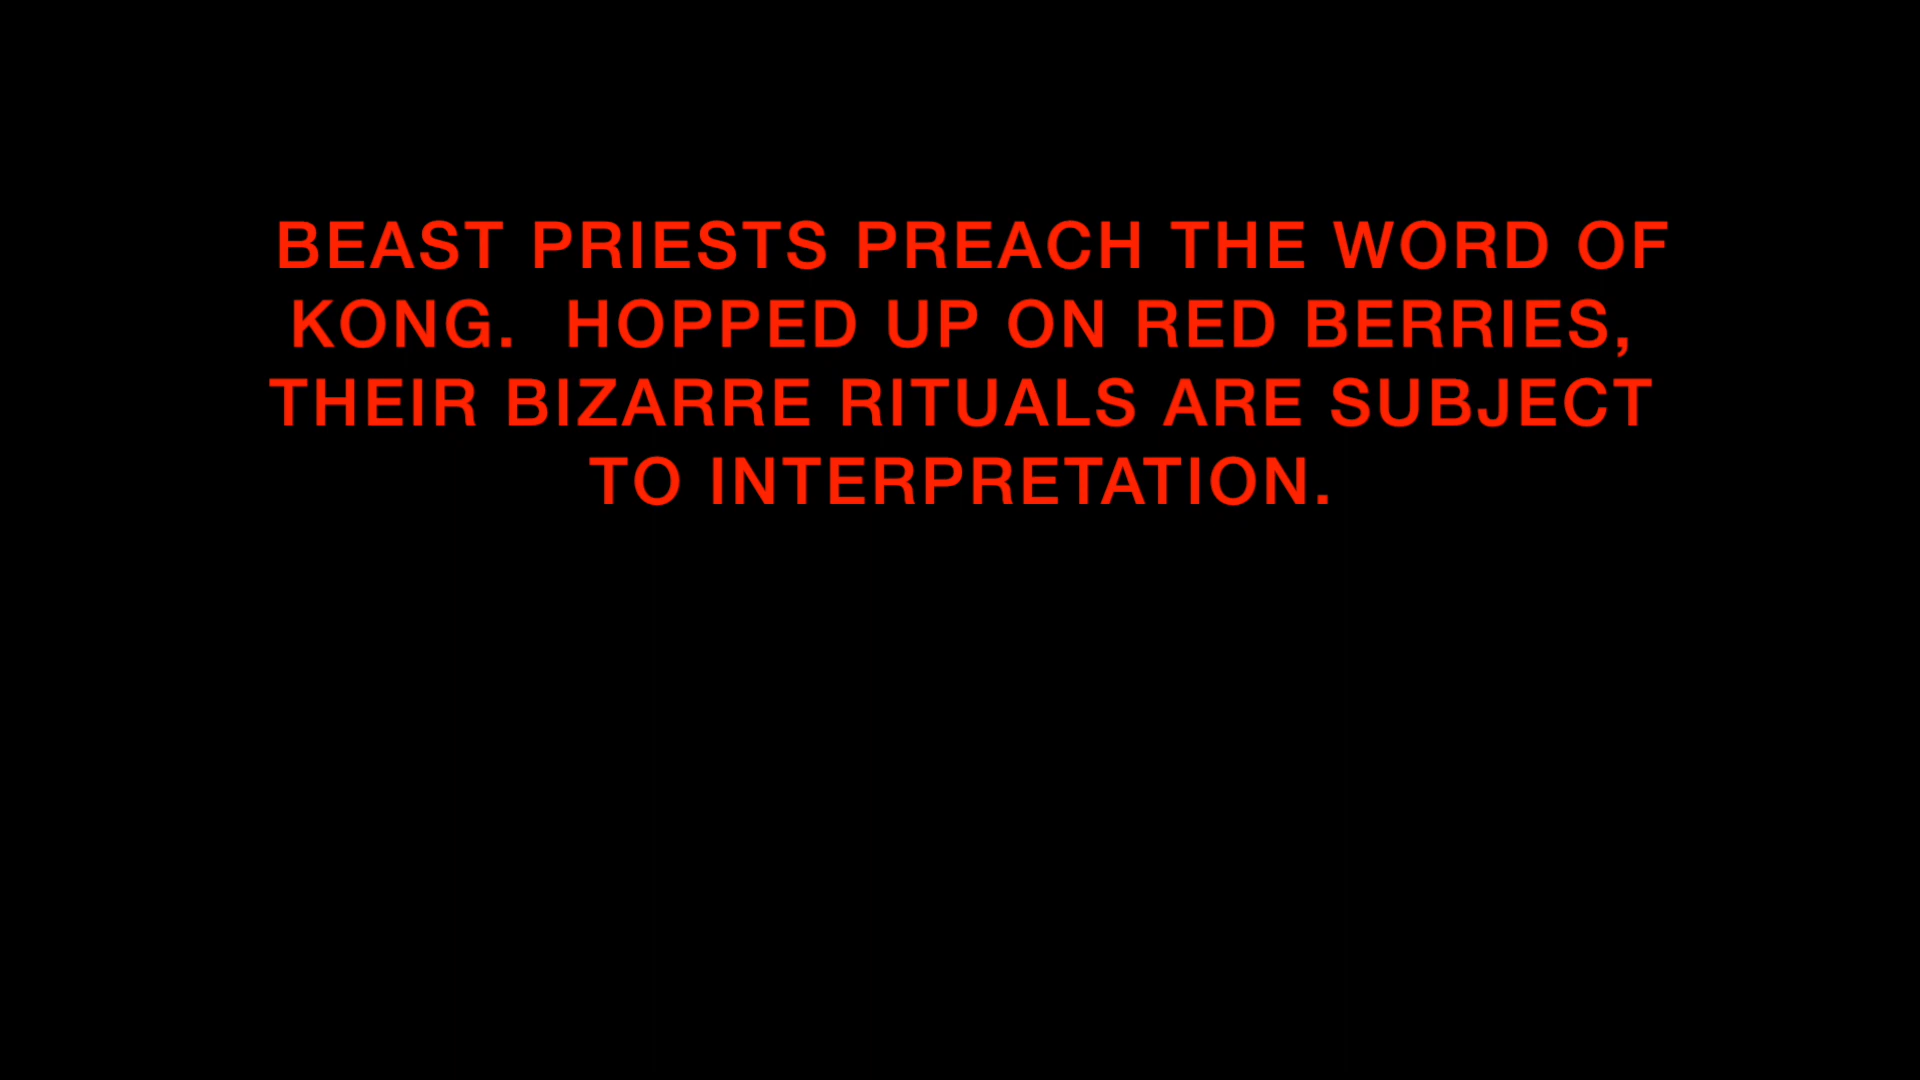 BEAST PRIESTS PREACH THE WORD OF
KONG.  HOPPED UP ON RED BERRIES,
THEIR BIZARRE RITUALS ARE SUBJECT
TO INTERPRETATION.